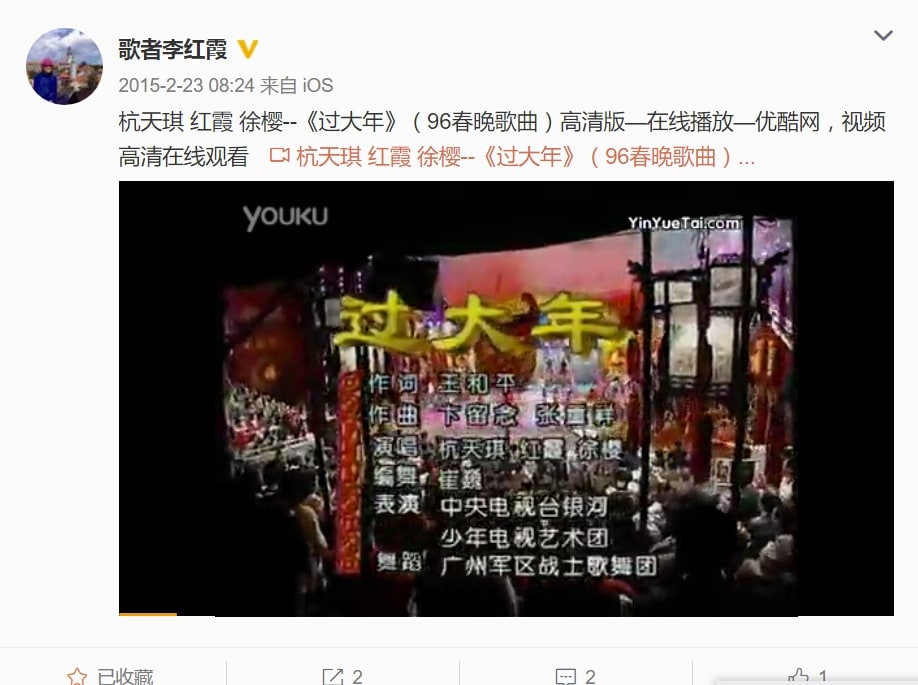 歌者李红霞
2015-2-23 08:24 来自 iOS
杭天琪 红霞 徐樱--《过大年》（96春晚歌曲）高清版—在线播放—优酷网，视频
高清在线观看 杭天琪 红霞 徐樱--《过大年》（96春晚歌曲）...
YOUKU
YinYueTai.com
过大年
作词 王和平
作曲 卞留念 张重祥
演唱 杭天琪 红霞 徐樱
编舞 崔巍
表演 中央电视台银河
少年电视艺术团
舞蹈 广州军区战士歌舞团
已收藏 2 2 1